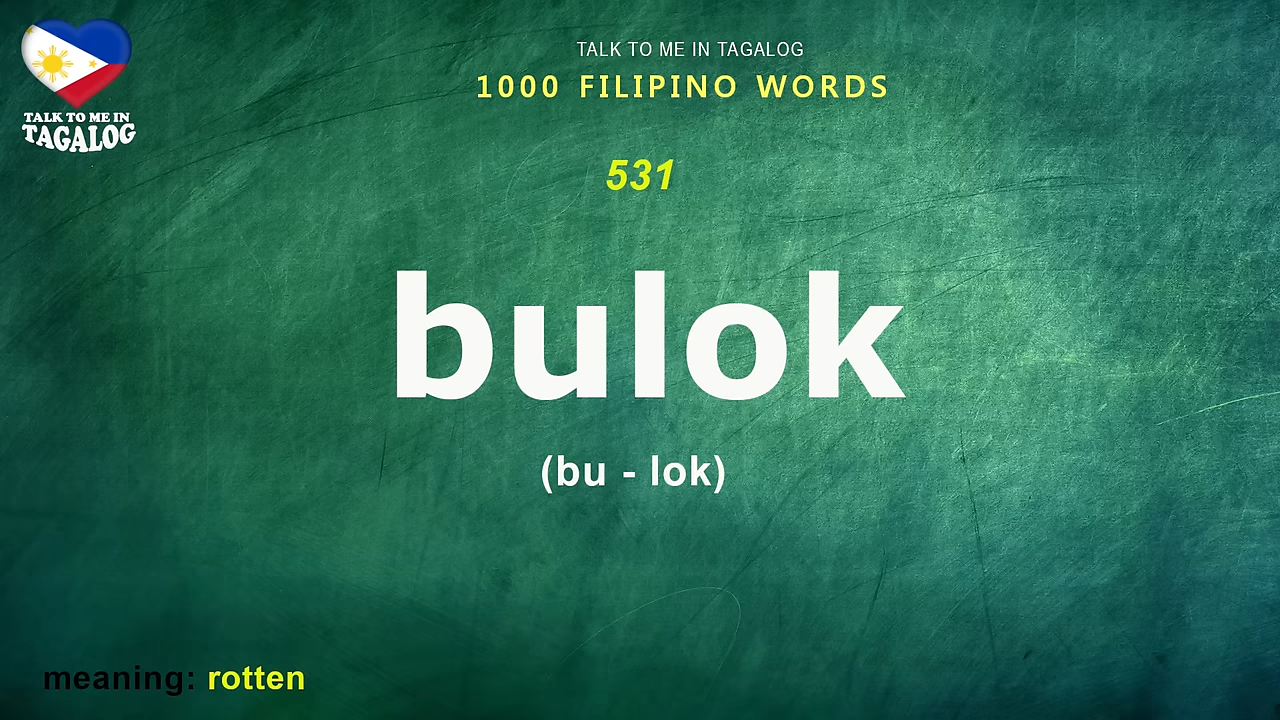 TALK TO ME IN
TAGALOG
TALK TO ME IN TAGALOG
1000 FILIPINO WORDS
531
bulok
(bu - lok)
meaning: rotten